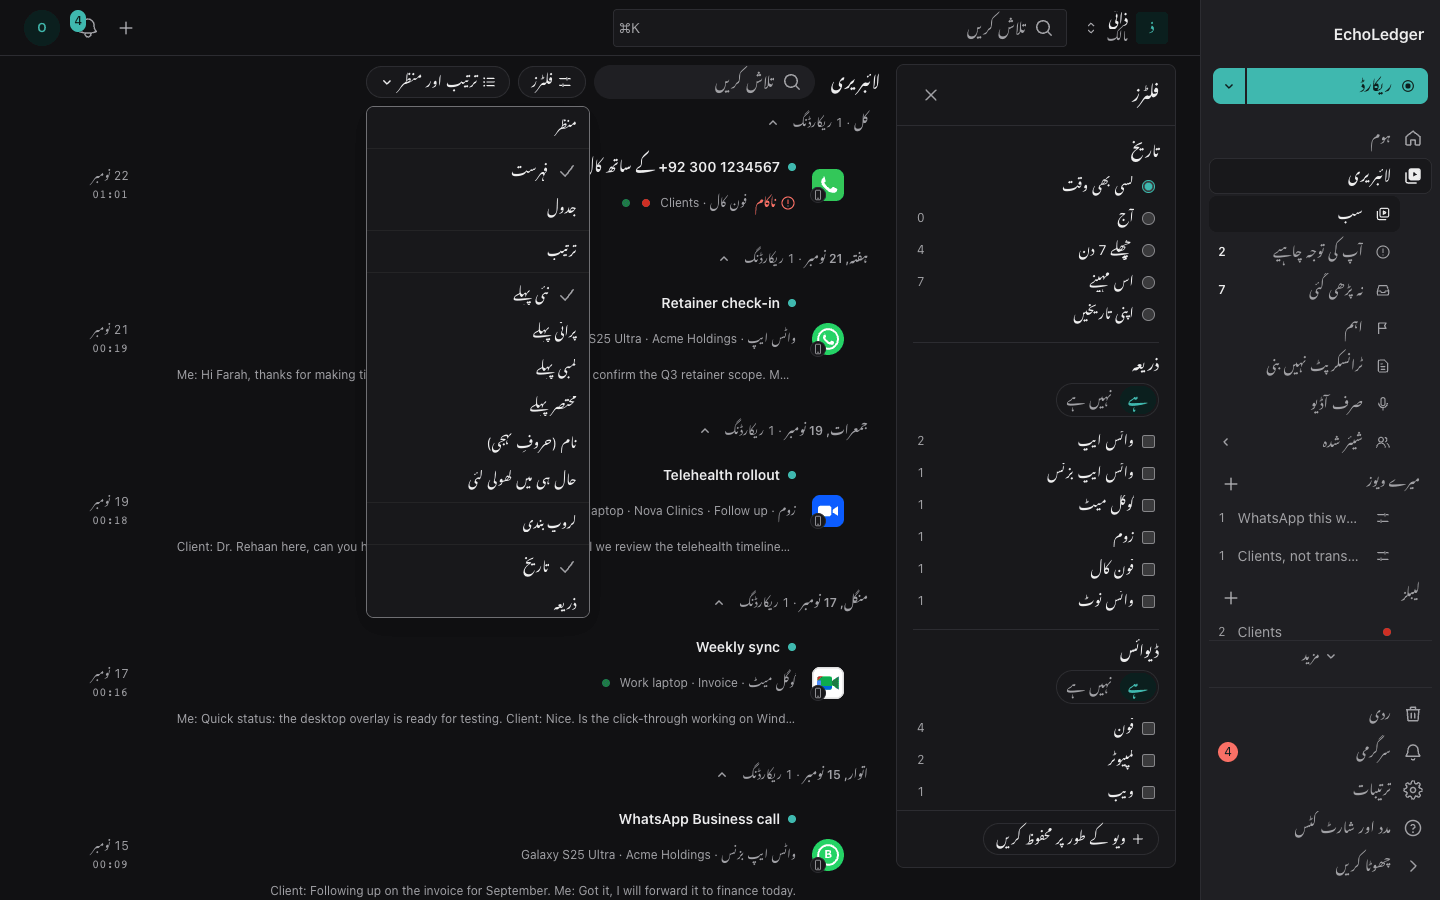 EchoLedger
ریکارڈ
ہوم
لائبریری
سب
آپ کی توجہ چاہیے 2
نہ پڑھی گئی 7
اہم
ٹرانسکرپٹ نہیں بنی
صرف آڈیو
شیئر شدہ
میرے ویوز
WhatsApp this w... 1
Clients, not trans... 1
لیبلز
Clients 2
مزید
ردی
سرگرمی 4
ترتیبات
مدد اور شارٹ کٹس
چھوٹا کریں
ذ
ذاتی
مالک
تلاش کریں ⌘K
4
O
فلٹرز
تاریخ
کسی بھی وقت
آج 0
پچھلے 7 دن 4
اس مہینے 7
اپنی تاریخیں
ذریعہ
ہے نہیں ہے
واٹس ایپ 2
واٹس ایپ بزنس 1
گوگل میٹ 1
زوم 1
فون کال 1
وائس نوٹ 1
ڈیوائس
ہے نہیں ہے
فون 4
کمپیوٹر 2
ویب 1
ویو کے طور پر محفوظ کریں
لائبریری
تلاش کریں
فلٹرز
ترتیب اور منظر
منظر
فہرست
جدول
ترتیب
نئی پہلے
پرانی پہلے
لمبی پہلے
مختصر پہلے
نام (حروفِ تہجی)
حال ہی میں کھولی گئی
گروپ بندی
تاریخ
ذریعہ
کل · 1 ریکارڈنگ
+92 300 1234567 کے ساتھ کال
ناکام فون کال · Clients
22 نومبر
01:01
ہفتہ, 21 نومبر · 1 ریکارڈنگ
Retainer check-in
واٹس ایپ · S25 Ultra · Acme Holdings
Me: Hi Farah, thanks for making ti
confirm the Q3 retainer scope. M...
21 نومبر
00:19
جمعرات, 19 نومبر · 1 ریکارڈنگ
Telehealth rollout
زوم · aptop · Nova Clinics · Follow up
Client: Dr. Rehaan here, can you h
we review the telehealth timeline...
19 نومبر
00:18
منگل, 17 نومبر · 1 ریکارڈنگ
Weekly sync
گوگل میٹ · Work laptop · Invoice
Me: Quick status: the desktop overlay is ready for testing. Client: Nice. Is the click-through working on Wind...
17 نومبر
00:16
اتوار, 15 نومبر · 1 ریکارڈنگ
WhatsApp Business call
واٹس ایپ بزنس · Galaxy S25 Ultra · Acme Holdings
Client: Following up on the invoice for September. Me: Got it, I will forward it to finance today.
15 نومبر
00:09